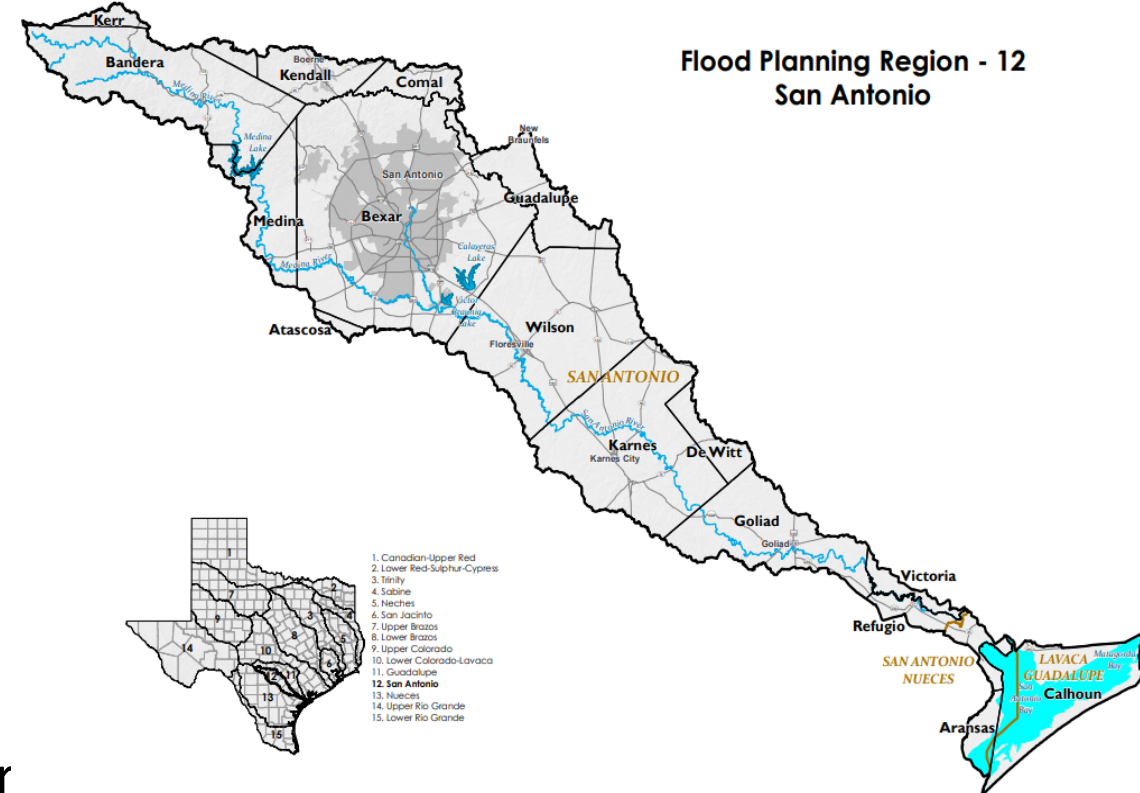 Flood Planning Region - 12
San Antonio
Kerr
Bandera
Medina River
Boerne
Kendall
Comal
Medina
Lake
New
Braunfels
San Antonio
Guadalupe
Bexar
Medina
Calaveras
Lake
Medina River
Victor
Braunig
Lake
Atascosa
Wilson
Floresville
SAN ANTONIO
San Antonio River
Karnes
Karnes City
De Witt
Goliad
Goliad
Victoria
Refugio
SAN ANTONIO
NUECES
LAVACA
GUADALUPE
Matagorda
Bay
San
Antonio
Bay
Calhoun
Aransas
1
2
3
4
5
6
7
8
9
10
11
12
13
14
15
1. Canadian-Upper Red
2. Lower Red-Sulphur-Cypress
3. Trinity
4. Sabine
5. Neches
6. San Jacinto
7. Upper Brazos
8. Lower Brazos
9. Upper Colorado
10. Lower Colorado-Lavaca
11. Guadalupe
12. San Antonio
13. Nueces
14. Upper Rio Grande
15. Lower Rio Grande
r